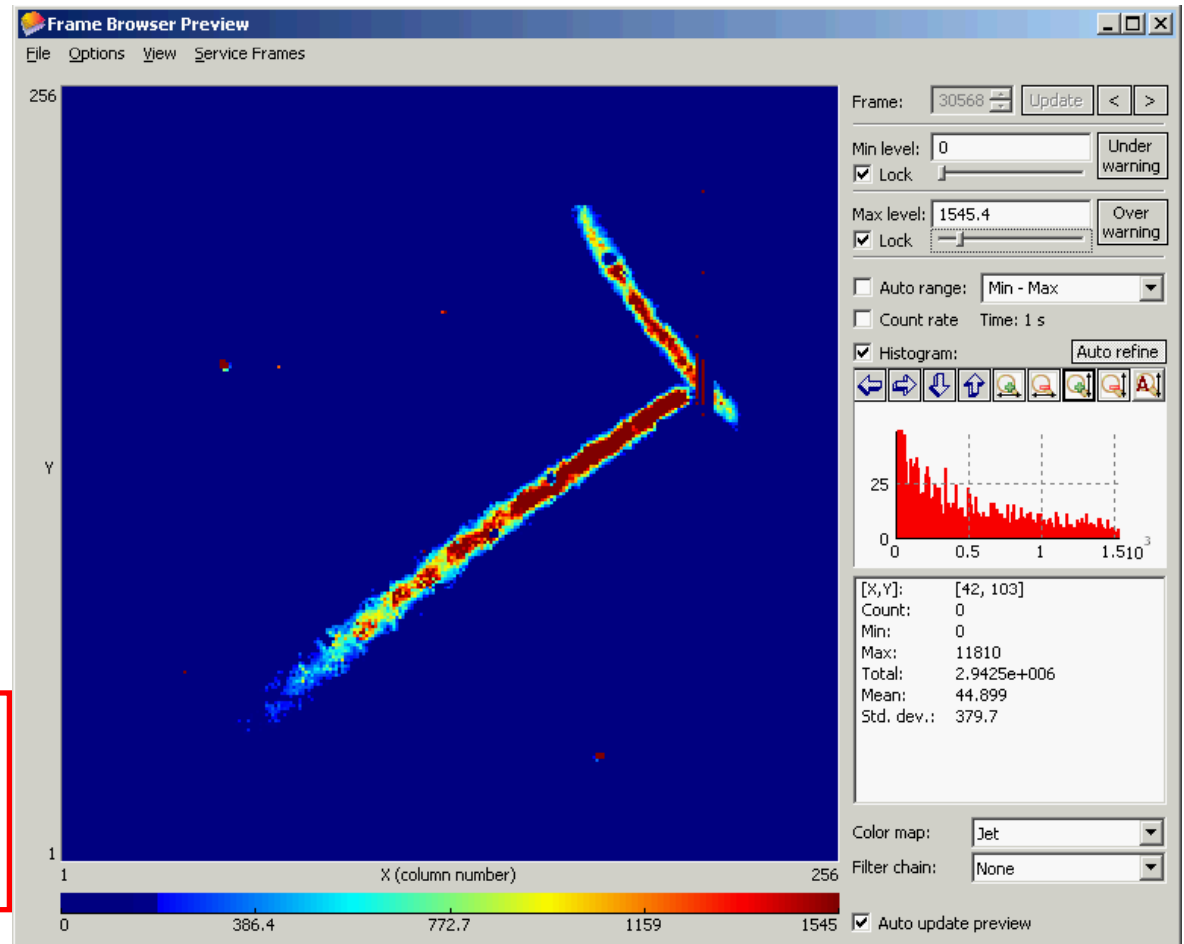 Frame Browser Preview
File Options View Service Frames
256
Y
1
1 X (column number) 256
0 386.4 772.7 1159 1545
Frame: 30568 Update < >
Min level: 0 Under warning
Lock
Max level: 1545.4 Over warning
Lock
Auto range: Min - Max
Count rate Time: 1 s
Histogram: Auto refine
A
25
0
0 0.5 1 1.510 3
[X,Y]: [42, 103]
Count: 0
Min: 0
Max: 11810
Total: 2.9425e+006
Mean: 44.899
Std. dev.: 379.7
Color map: Jet
Filter chain: None
Auto update preview